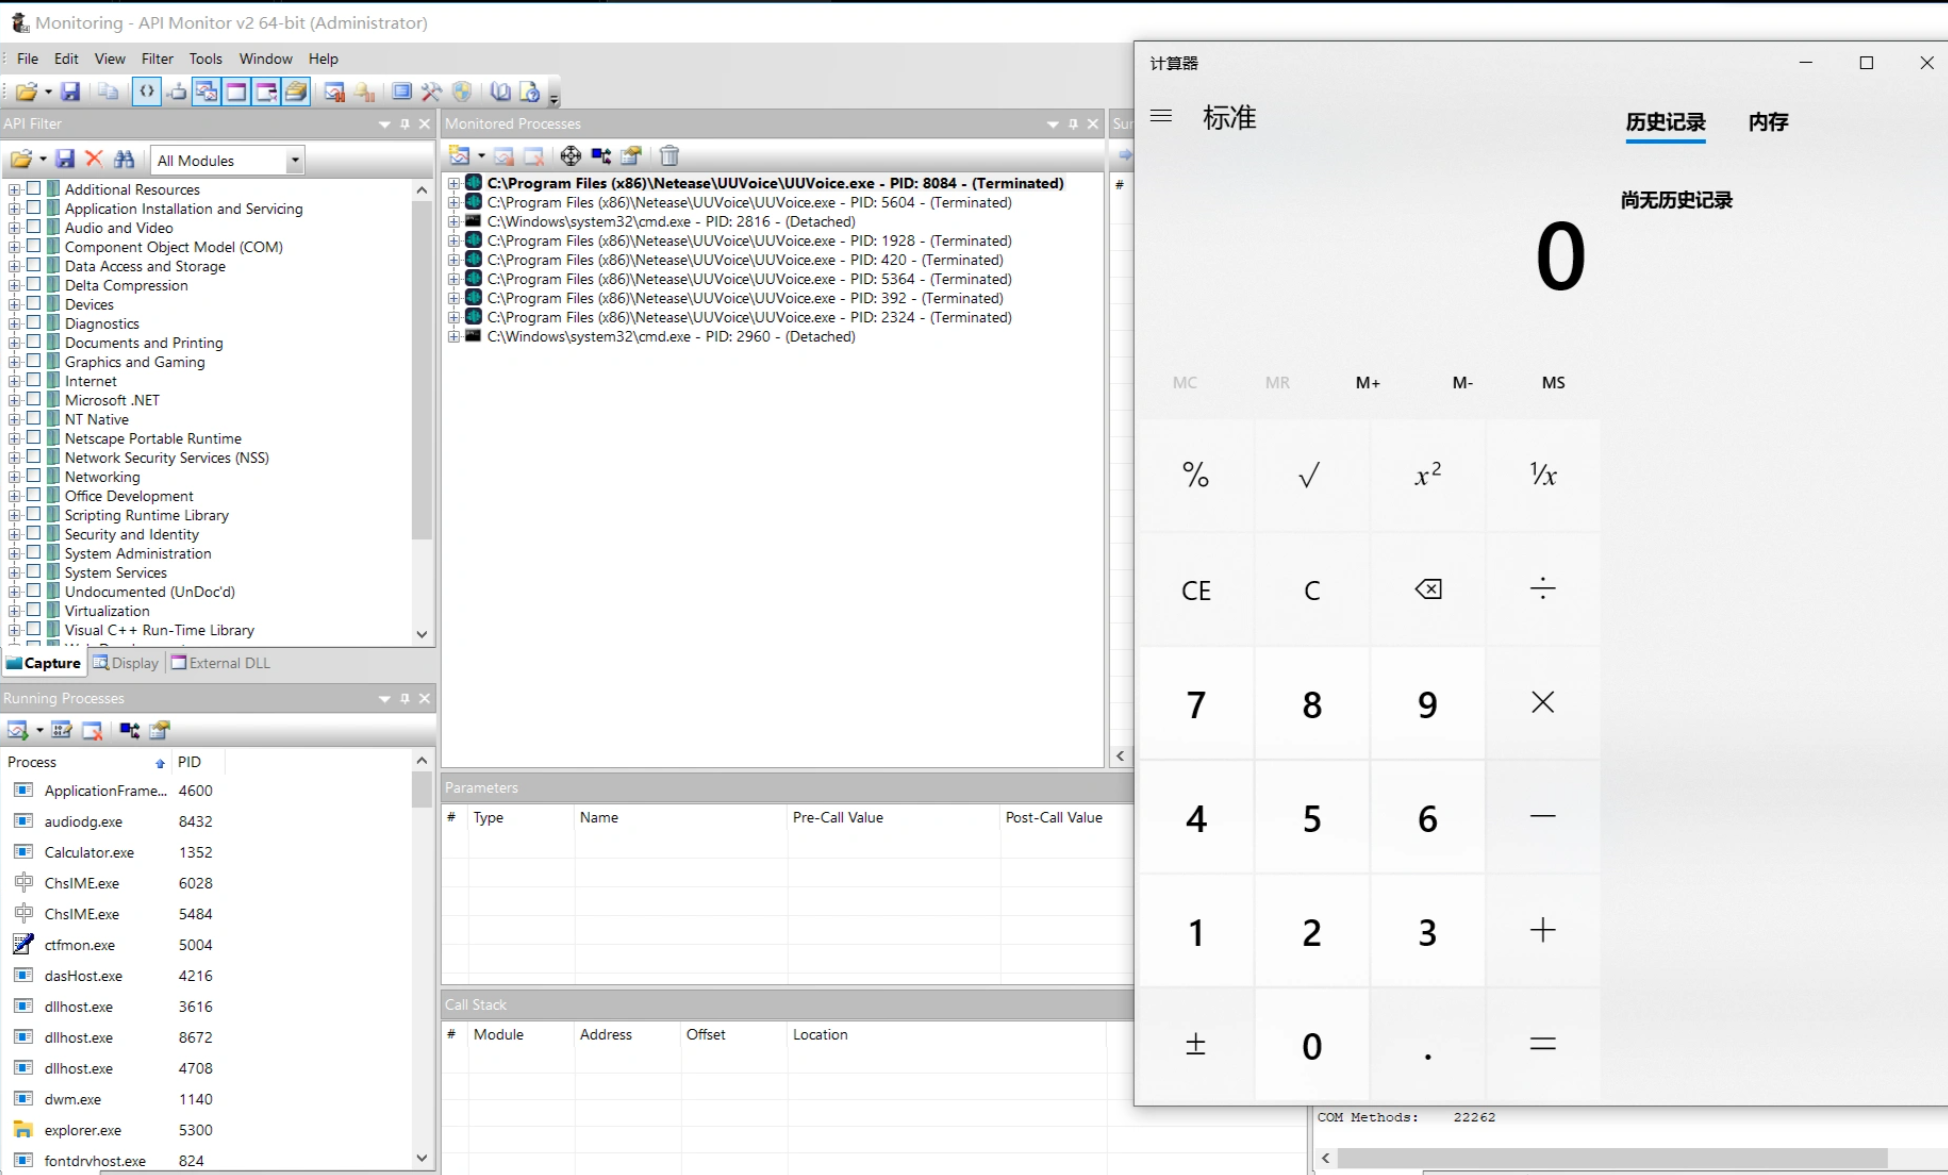 Monitoring - API Monitor v2 64-bit (Administrator)
File Edit View Filter Tools Window Help
API Filter
All Modules
Additional Resources
Application Installation and Servicing
Audio and Video
Component Object Model (COM)
Data Access and Storage
Delta Compression
Devices
Diagnostics
Documents and Printing
Graphics and Gaming
Internet
Microsoft .NET
NT Native
Netscape Portable Runtime
Network Security Services (NSS)
Networking
Office Development
Scripting Runtime Library
Security and Identity
System Administration
System Services
Undocumented (UnDoc'd)
Virtualization
Visual C++ Run-Time Library
Capture Display External DLL
Running Processes
Process PID
ApplicationFrame... 4600
audiodg.exe 8432
Calculator.exe 1352
ChsIME.exe 6028
ChsIME.exe 5484
ctfmon.exe 5004
dasHost.exe 4216
dllhost.exe 3616
dllhost.exe 8672
dllhost.exe 4708
dwm.exe 1140
explorer.exe 5300
fontdrvhost.exe 824
Monitored Processes
C:\Program Files (x86)\Netease\UUVoice\UUVoice.exe - PID: 8084 - (Terminated)
C:\Program Files (x86)\Netease\UUVoice\UUVoice.exe - PID: 5604 - (Terminated)
C:\Windows\system32\cmd.exe - PID: 2816 - (Detached)
C:\Program Files (x86)\Netease\UUVoice\UUVoice.exe - PID: 1928 - (Terminated)
C:\Program Files (x86)\Netease\UUVoice\UUVoice.exe - PID: 420 - (Terminated)
C:\Program Files (x86)\Netease\UUVoice\UUVoice.exe - PID: 5364 - (Terminated)
C:\Program Files (x86)\Netease\UUVoice\UUVoice.exe - PID: 392 - (Terminated)
C:\Program Files (x86)\Netease\UUVoice\UUVoice.exe - PID: 2324 - (Terminated)
C:\Windows\system32\cmd.exe - PID: 2960 - (Detached)
Parameters
# Type Name Pre-Call Value Post-Call Value
Call Stack
# Module Address Offset Location
#
计算器
标准
历史记录 内存
尚无历史记录
0
MC MR M+ M- MS
% √ x² ¹/x
CE C ÷
7 8 9 ×
4 5 6 −
1 2 3 +
± 0 . =
COM Methods: 22262